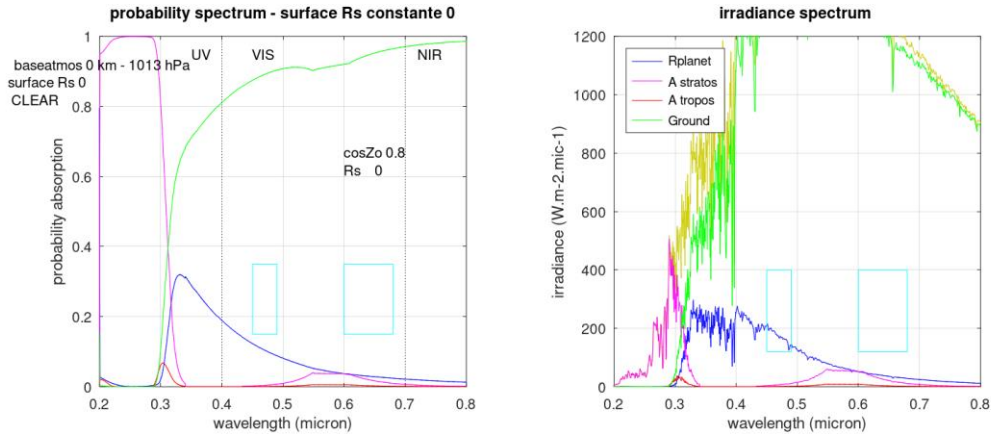 probability spectrum - surface Rs constante 0
1
0.8
0.6
0.4
0.2
0
probability absorption
baseatmos 0 km - 1013 hPa
surface Rs 0
CLEAR
UV
VIS
NIR
cosZo 0.8
Rs 0
0.2 0.3 0.4 0.5 0.6 0.7 0.8
wavelength (micron)
irradiance spectrum
1200
1000
800
600
400
200
0
irradiance (W.m-2.mic-1)
Rplanet
A stratos
A tropos
Ground
0.2 0.3 0.4 0.5 0.6 0.7 0.8
wavelength (micron)